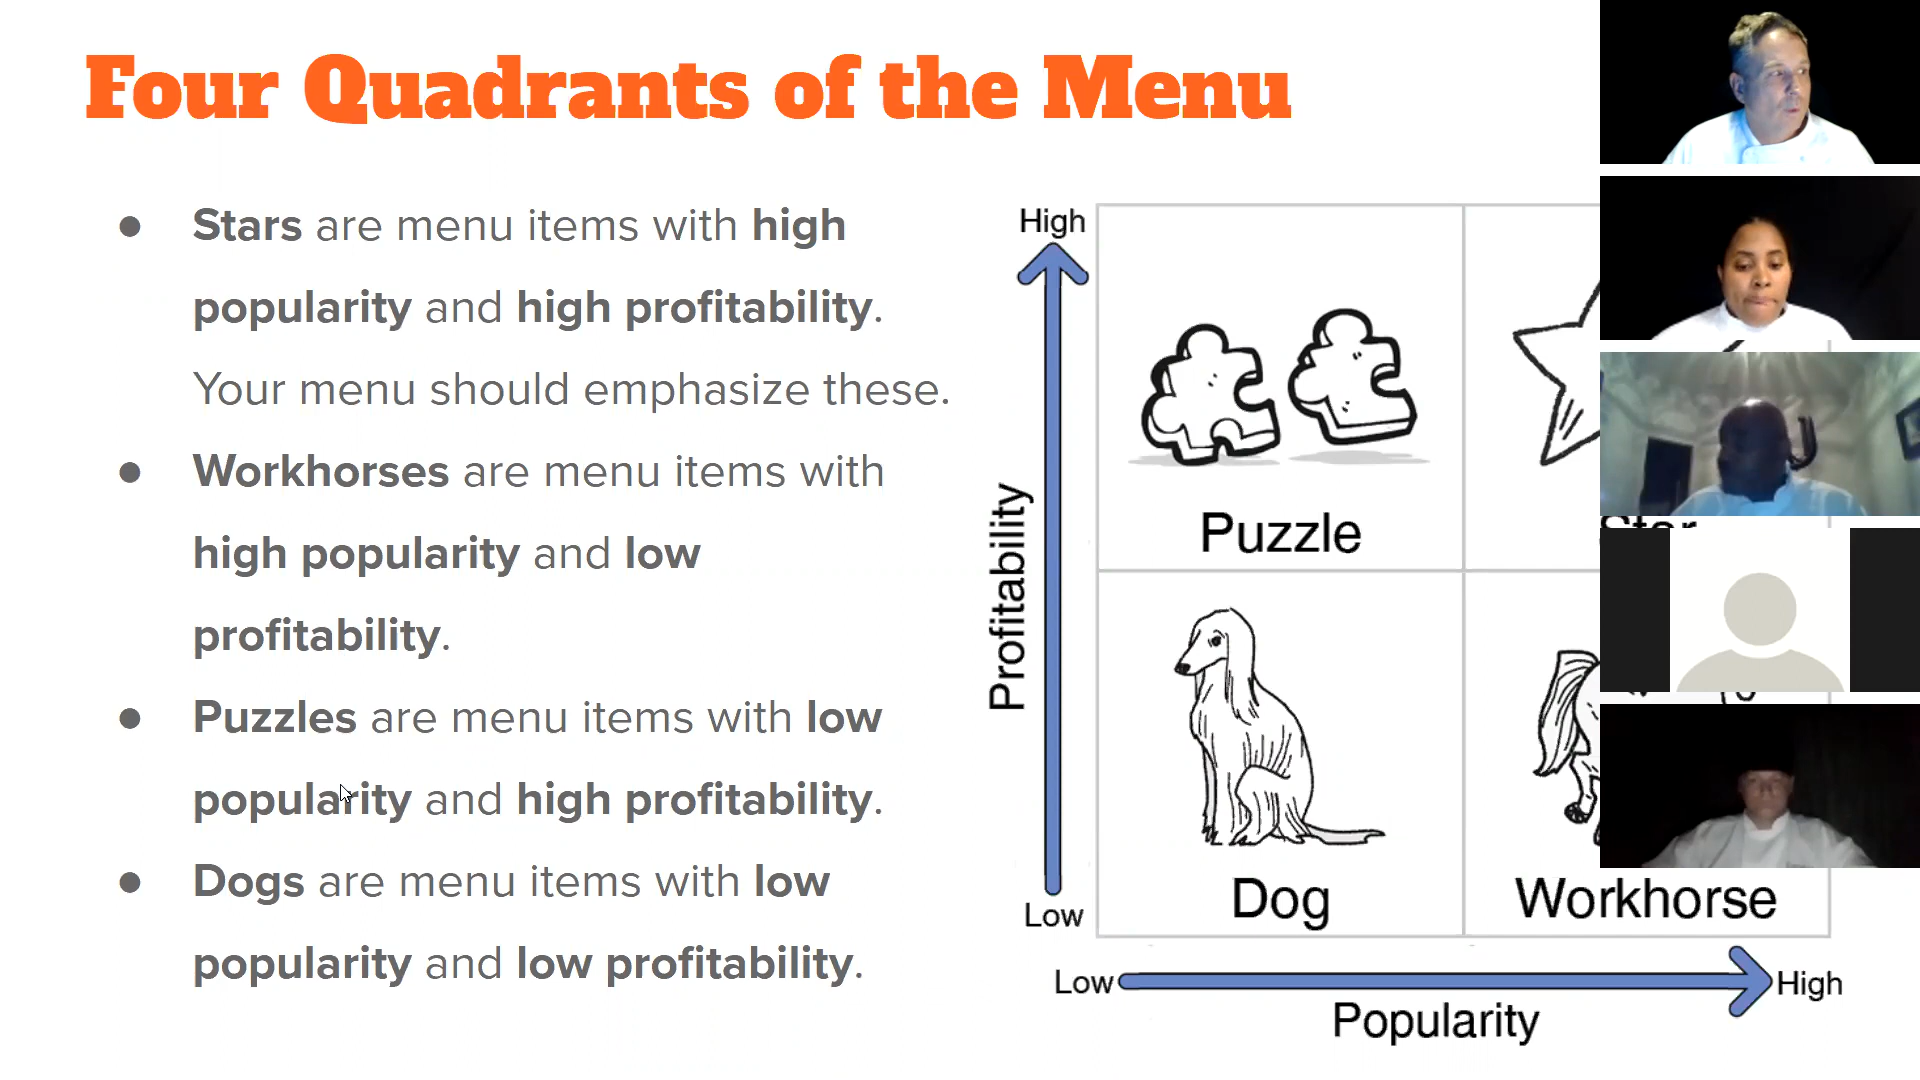 Four Quadrants of the Menu
● Stars are menu items with high
popularity and high profitability.
Your menu should emphasize these.
● Workhorses are menu items with
high popularity and low
profitability.
● Puzzles are menu items with low
popularity and high profitability.
● Dogs are menu items with low
popularity and low profitability.
High
Profitability
Low
Puzzle
Star
Dog
Workhorse
Low
High
Popularity